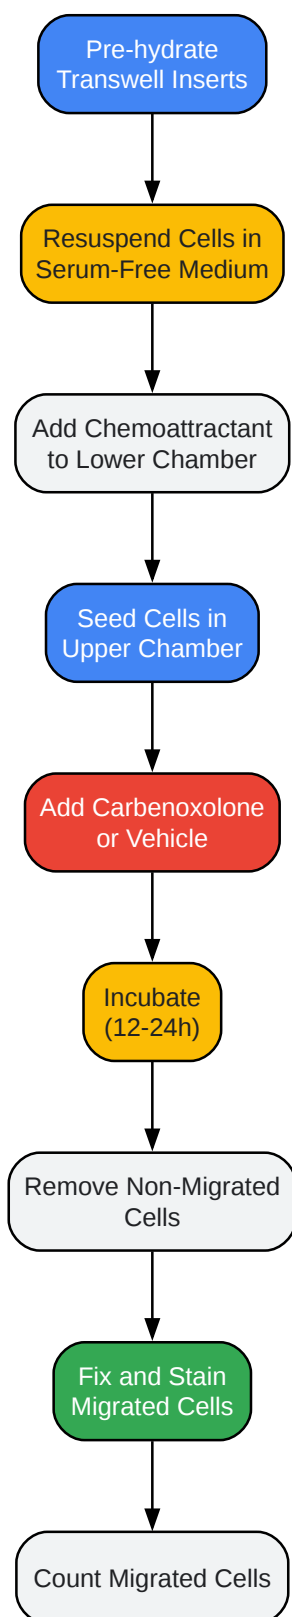 Pre-hydrate
Transwell Inserts
Resuspend Cells in
Serum-Free Medium
Add Chemoattractant
to Lower Chamber
Seed Cells in
Upper Chamber
Add Carbenoxolone
or Vehicle
Incubate
(12-24h)
Remove Non-Migrated
Cells
Fix and Stain
Migrated Cells
Count Migrated Cells